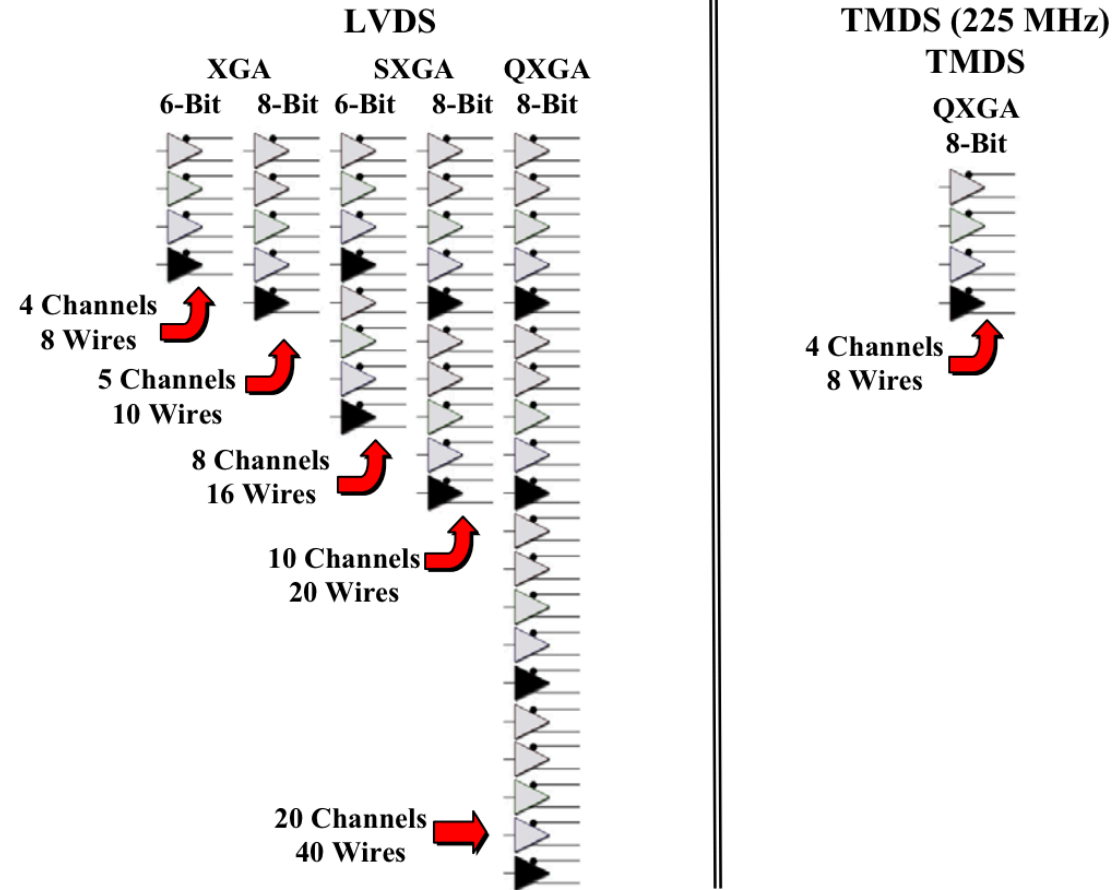 LVDS
XGA SXGA QXGA
6-Bit 8-Bit 6-Bit 8-Bit 8-Bit
4 Channels
8 Wires
5 Channels
10 Wires
8 Channels
16 Wires
10 Channels
20 Wires
20 Channels
40 Wires
TMDS (225 MHz)
TMDS
QXGA
8-Bit
4 Channels
8 Wires